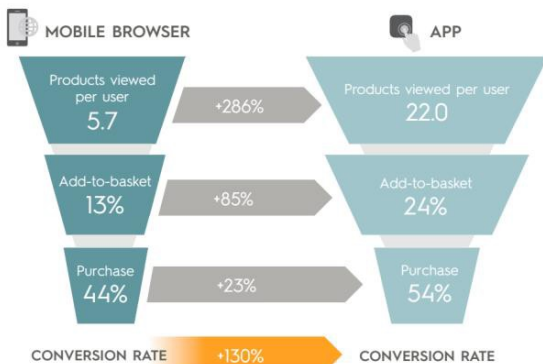 MOBILE BROWSER
APP
Products viewed
per user
5.7
+286%
Products viewed per user
22.0
Add-to-basket
13%
+85%
Add-to-basket
24%
Purchase
44%
+23%
Purchase
54%
CONVERSION RATE
+130%
CONVERSION RATE